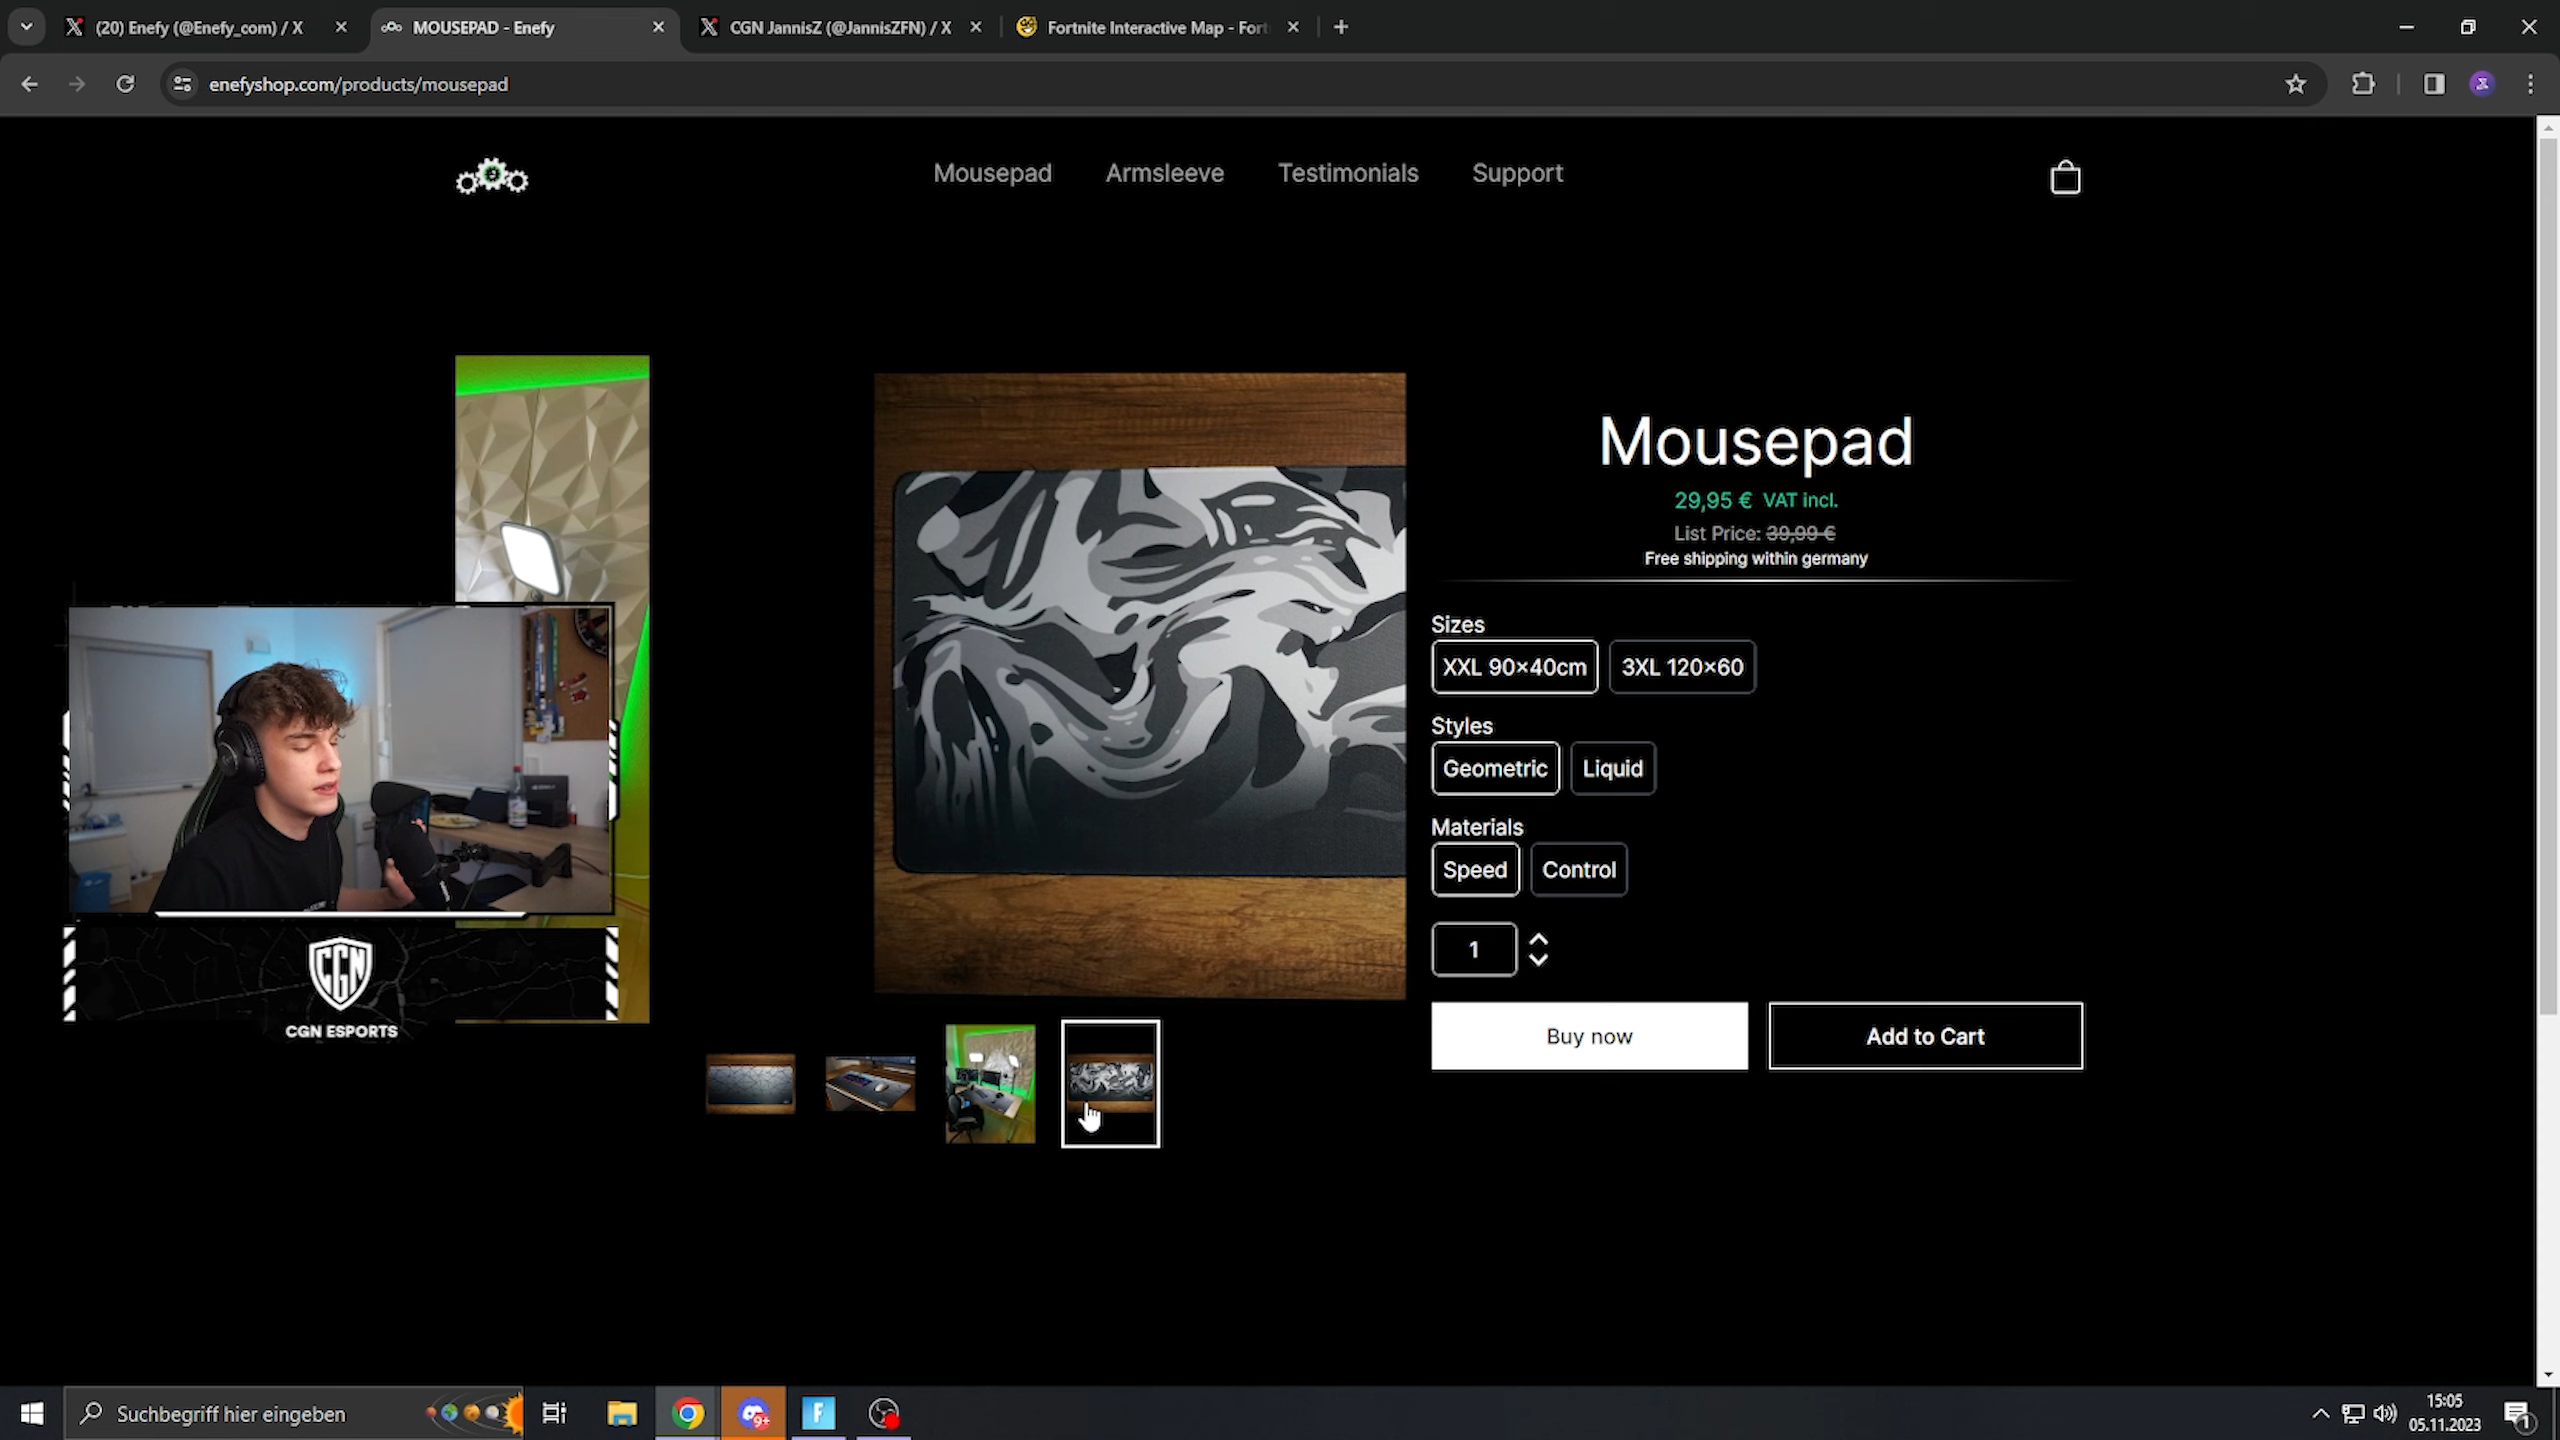 (20) Enefy (@Enefy_com) / X
MOUSEPAD - Enefy
CGN JannisZ (@JannisZFN) / X
Fortnite Interactive Map - Fort
enefyshop.com/products/mousepad
Mousepad
Armsleeve
Testimonials
Support
Mousepad
29,95 € VAT incl.
List Price: 39,99 €
Free shipping within germany
Sizes
XXL 90×40cm
3XL 120×60
Styles
Geometric
Liquid
Materials
Speed
Control
1
Buy now
Add to Cart
CGN
CGN ESPORTS
Suchbegriff hier eingeben
9+
F
15:05
05.11.2023
1